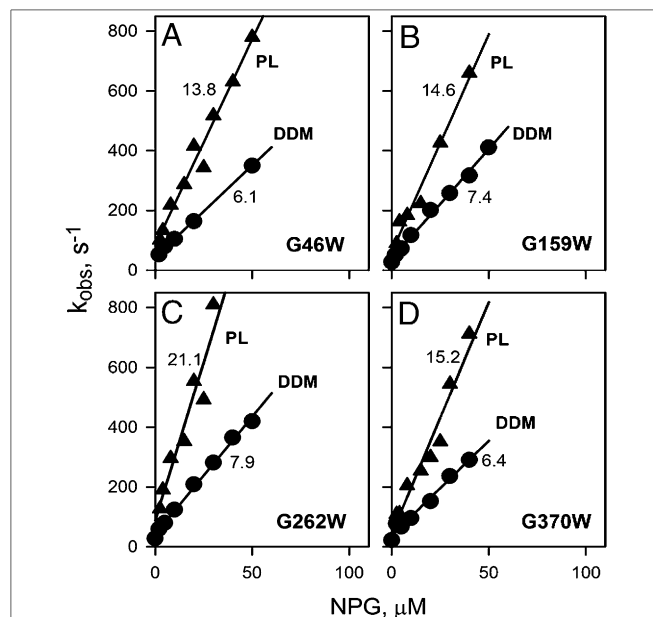 A
B
800
600
400
200
0
PL
13.8
DDM
6.1
G46W
PL
14.6
DDM
7.4
G159W
k_obs, s⁻¹
C
D
800
600
400
200
0
PL
21.1
DDM
7.9
G262W
PL
15.2
DDM
6.4
G370W
0 50 100
0 50 100
NPG, μM